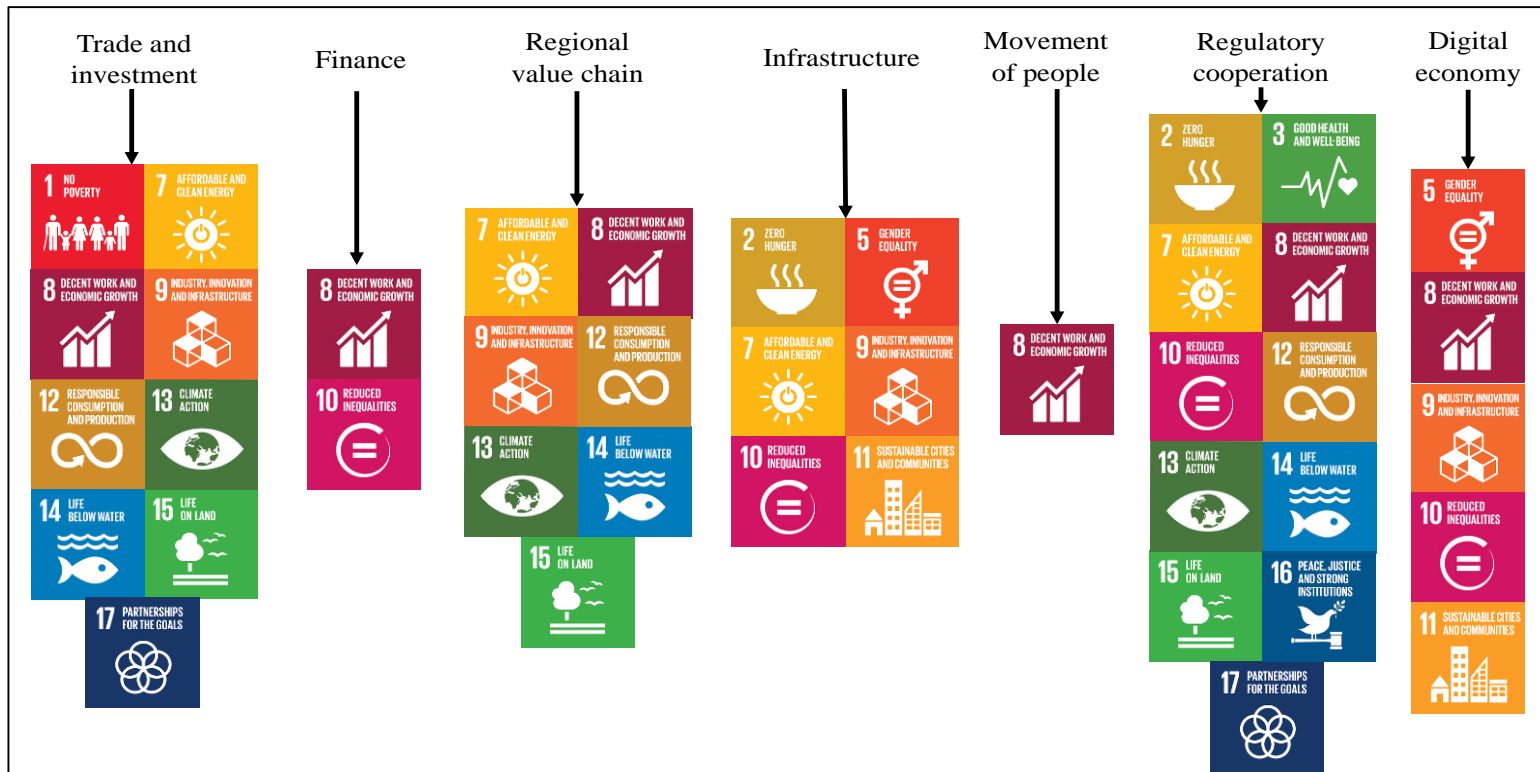 Trade and
investment
Finance
Regional
value chain
Infrastructure
Movement
of people
Regulatory
cooperation
Digital
economy
1 NO
POVERTY
7 AFFORDABLE AND
CLEAN ENERGY
8 DECENT WORK AND
ECONOMIC GROWTH
9 INDUSTRY, INNOVATION
AND INFRASTRUCTURE
12 RESPONSIBLE
CONSUMPTION
AND PRODUCTION
13 CLIMATE
ACTION
14 LIFE
BELOW WATER
15 LIFE
ON LAND
17 PARTNERSHIPS
FOR THE GOALS
8 DECENT WORK AND
ECONOMIC GROWTH
10 REDUCED
INEQUALITIES
7 AFFORDABLE AND
CLEAN ENERGY
8 DECENT WORK AND
ECONOMIC GROWTH
9 INDUSTRY, INNOVATION
AND INFRASTRUCTURE
12 RESPONSIBLE
CONSUMPTION
AND PRODUCTION
13 CLIMATE
ACTION
14 LIFE
BELOW WATER
15 LIFE
ON LAND
2 ZERO
HUNGER
5 GENDER
EQUALITY
7 AFFORDABLE AND
CLEAN ENERGY
9 INDUSTRY, INNOVATION
AND INFRASTRUCTURE
10 REDUCED
INEQUALITIES
11 SUSTAINABLE CITIES
AND COMMUNITIES
8 DECENT WORK AND
ECONOMIC GROWTH
2 ZERO
HUNGER
3 GOOD HEALTH
AND WELL-BEING
7 AFFORDABLE AND
CLEAN ENERGY
8 DECENT WORK AND
ECONOMIC GROWTH
10 REDUCED
INEQUALITIES
12 RESPONSIBLE
CONSUMPTION
AND PRODUCTION
13 CLIMATE
ACTION
14 LIFE
BELOW WATER
15 LIFE
ON LAND
16 PEACE, JUSTICE
AND STRONG
INSTITUTIONS
17 PARTNERSHIPS
FOR THE GOALS
5 GENDER
EQUALITY
8 DECENT WORK AND
ECONOMIC GROWTH
9 INDUSTRY, INNOVATION
AND INFRASTRUCTURE
10 REDUCED
INEQUALITIES
11 SUSTAINABLE CITIES
AND COMMUNITIES